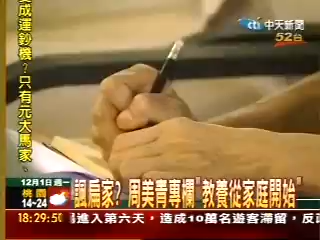 cti 中天新聞
52台
成運鈔機？只有元大馬家、
12月1日週一
桃園
14~24
諷扁家？ 周美青專欄"教養從家庭開始"
18:29:50
進入第六天，造成10萬名遊客滯留，